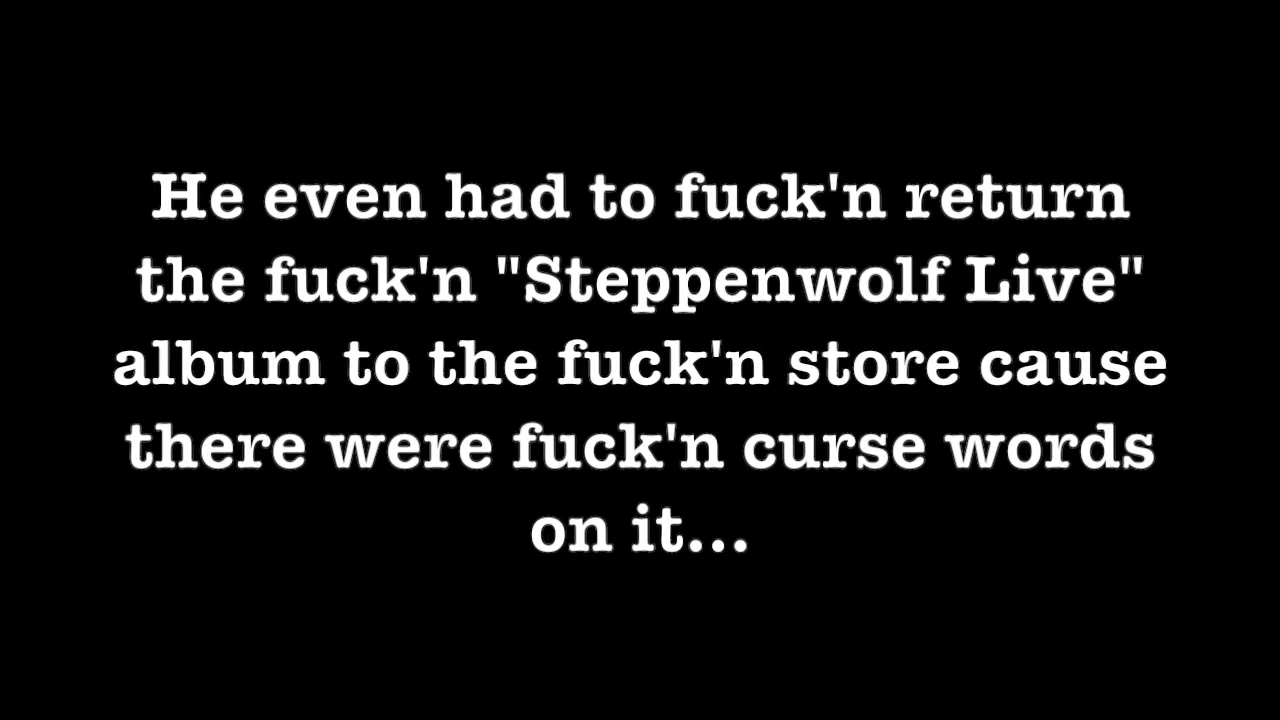 He even had to fuck'n return
the fuck'n "Steppenwolf Live"
album to the fuck'n store cause
there were fuck'n curse words
on it...